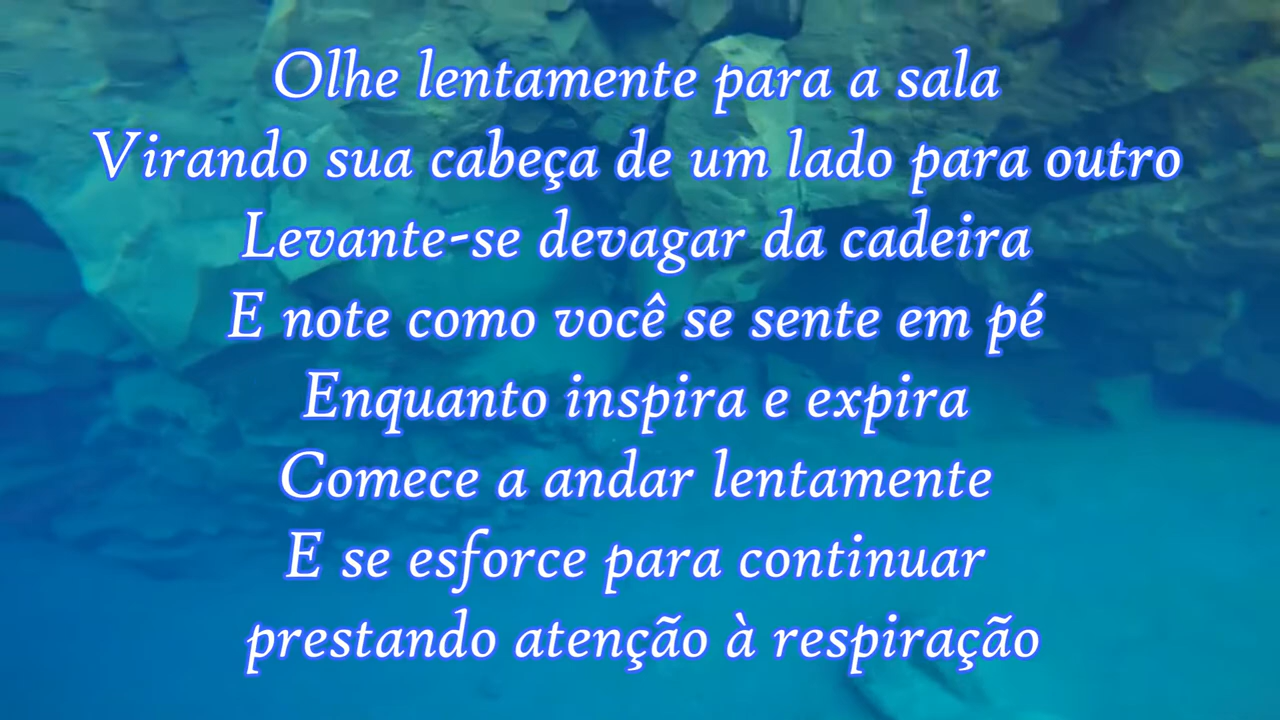 Olhe lentamente para a sala
Virando sua cabeça de um lado para outro
Levante-se devagar da cadeira
E note como você se sente em pé
Enquanto inspira e expira
Comece a andar lentamente
E se esforce para continuar
prestando atenção à respiração